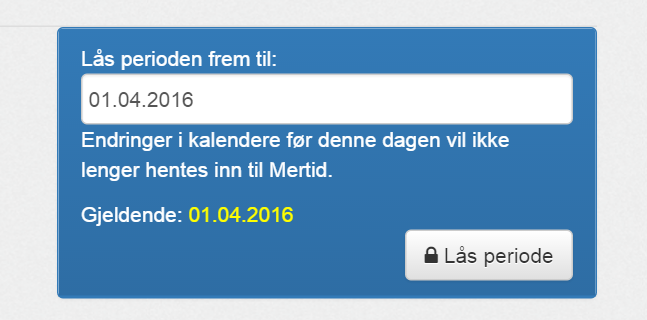 Lås perioden frem til:
01.04.2016
Endringer i kalendere før denne dagen vil ikke
lenger hentes inn til Mertid.
Gjeldende: 01.04.2016
Lås periode